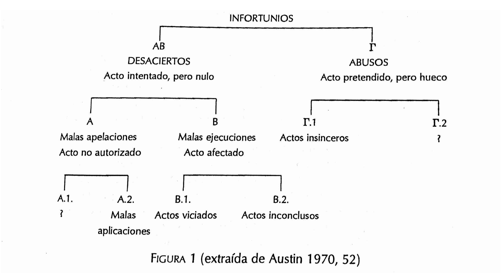 INFORTUNIOS
AB Γ
DESACIERTOS ABUSOS
Acto intentado, pero nulo Acto pretendido, pero hueco
A B Γ.1 Γ.2
Malas apelaciones Malas ejecuciones Actos insinceros ?
Acto no autorizado Acto afectado
A.1. A.2. B.1. B.2.
? Malas Actos viciados Actos inconclusos
aplicaciones
FIGURA 1 (extraída de Austin 1970, 52)